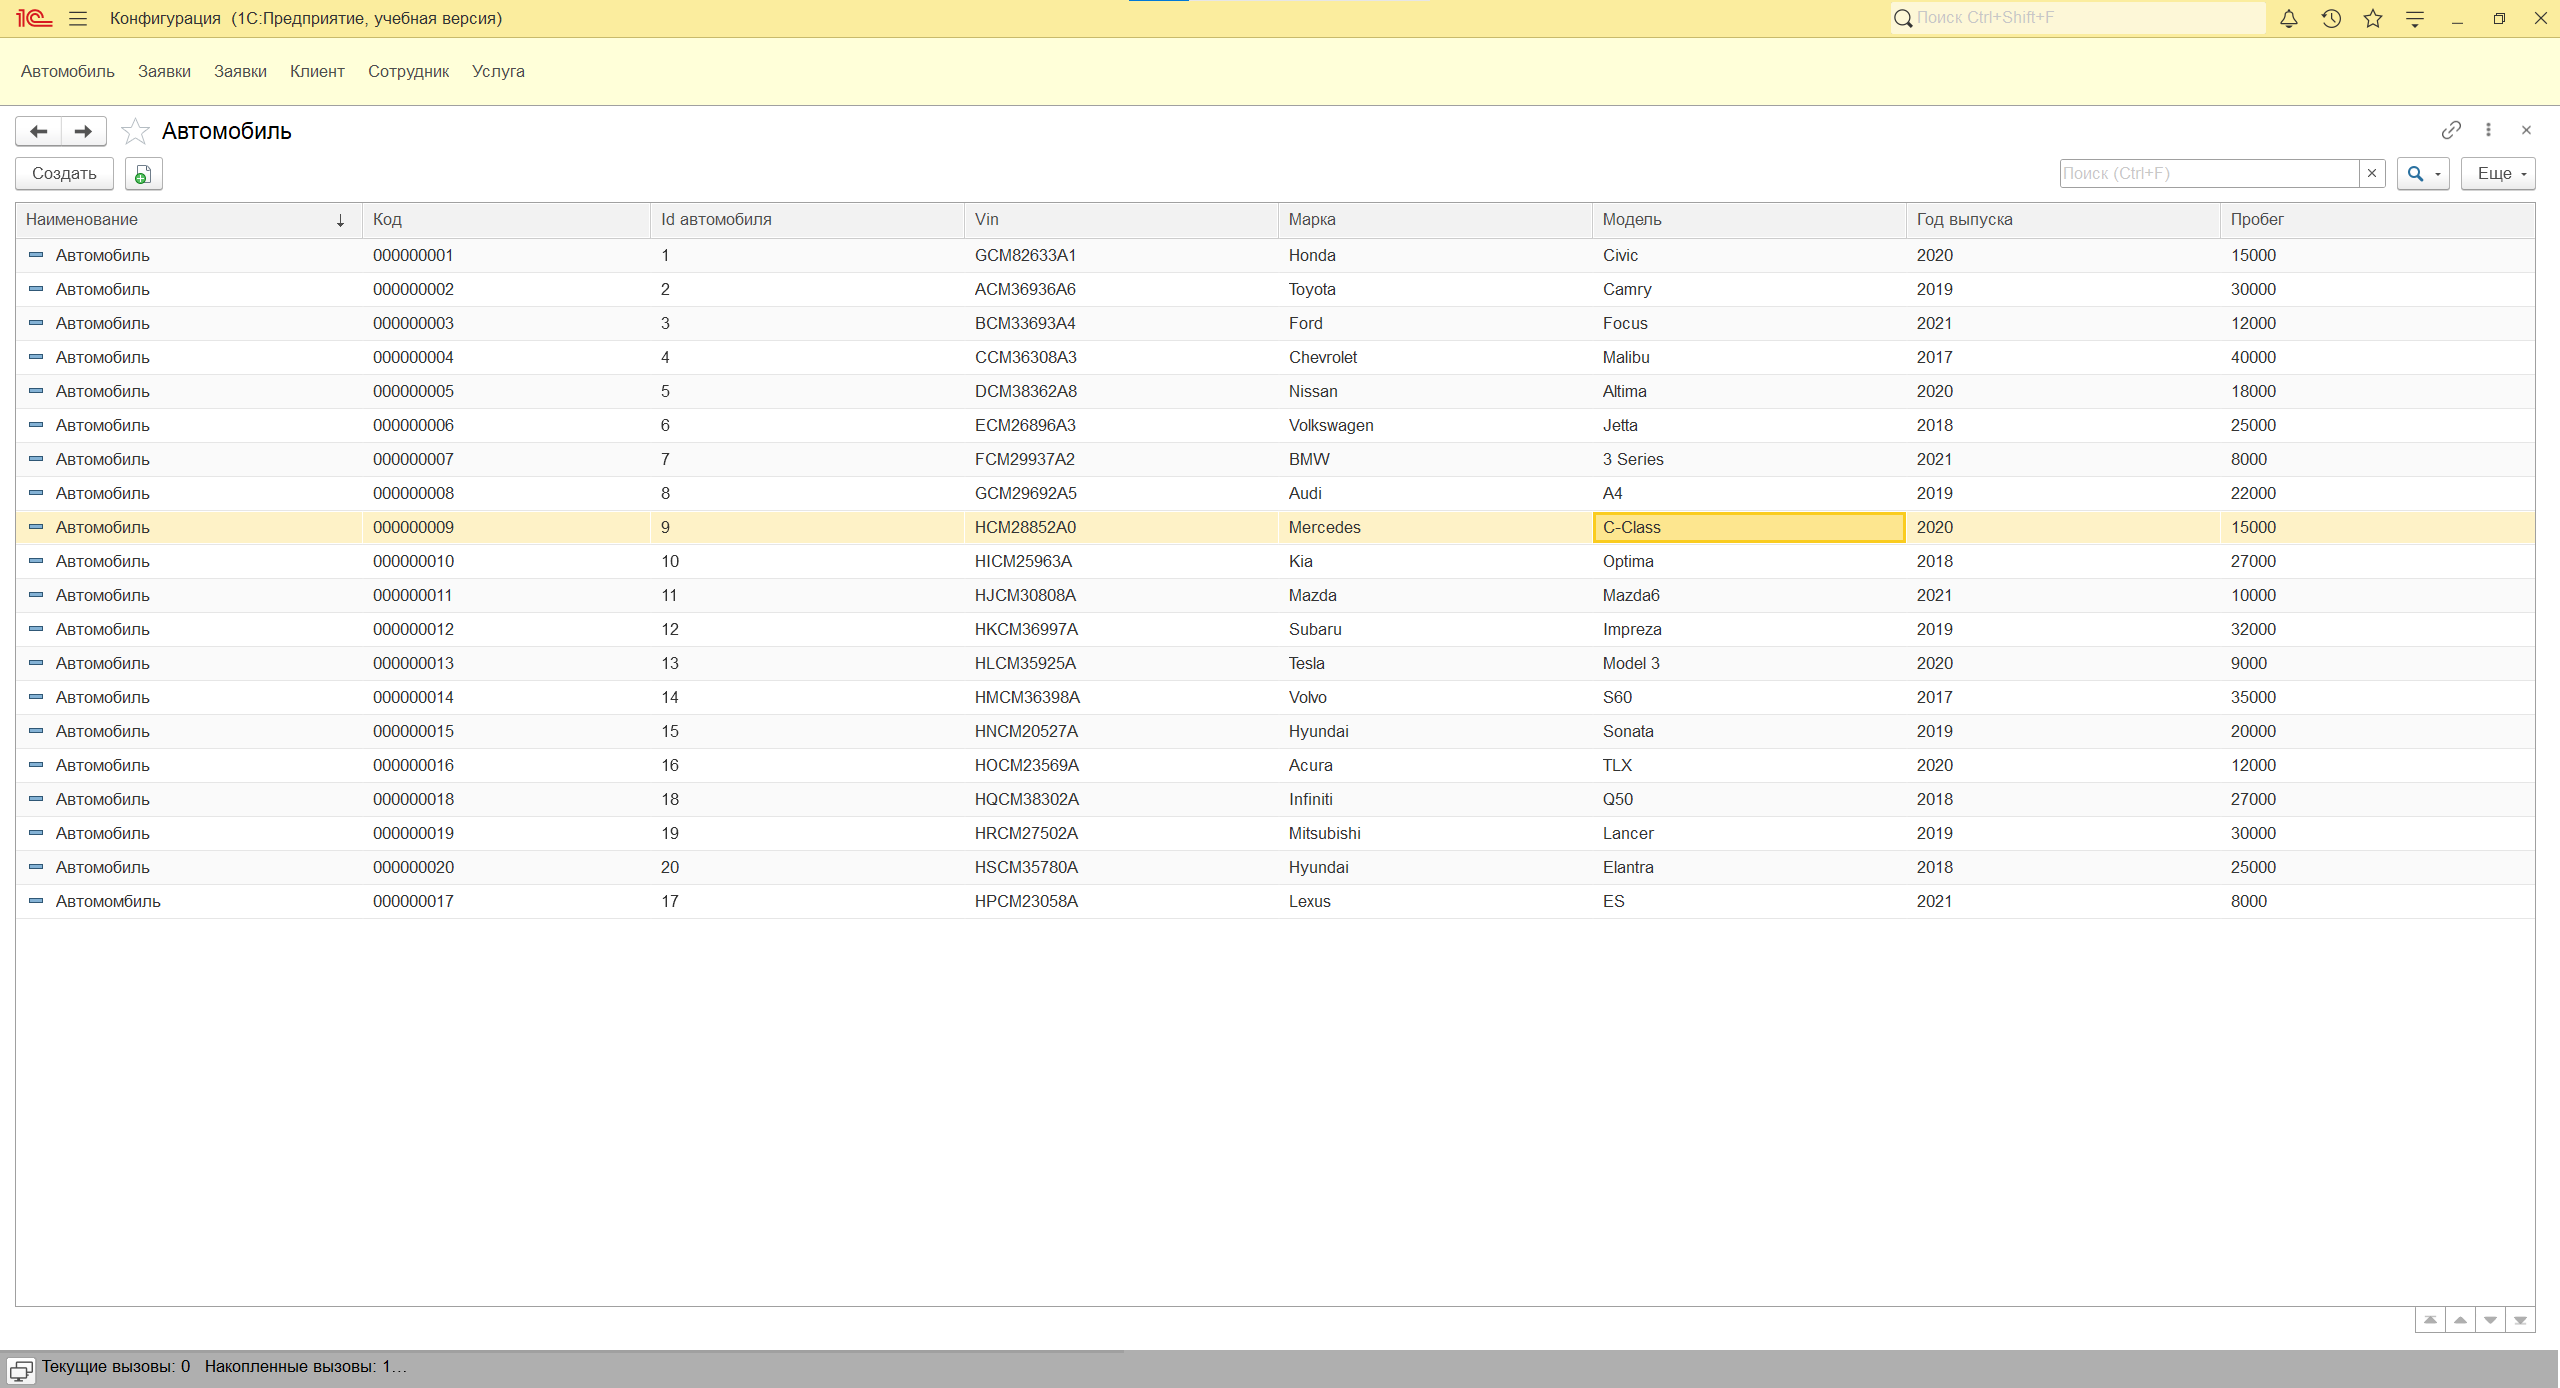 1С Конфигурация (1С:Предприятие, учебная версия) Поиск Ctrl+Shift+F
Автомобиль Заявки Заявки Клиент Сотрудник Услуга
Автомобиль
Создать Поиск (Ctrl+F) Еще
Наименование Код Id автомобиля Vin Марка Модель Год выпуска Пробег
Автомобиль 000000001 1 GCM82633A1 Honda Civic 2020 15000
Автомобиль 000000002 2 ACM36936A6 Toyota Camry 2019 30000
Автомобиль 000000003 3 BCM33693A4 Ford Focus 2021 12000
Автомобиль 000000004 4 CCM36308A3 Chevrolet Malibu 2017 40000
Автомобиль 000000005 5 DCM38362A8 Nissan Altima 2020 18000
Автомобиль 000000006 6 ECM26896A3 Volkswagen Jetta 2018 25000
Автомобиль 000000007 7 FCM29937A2 BMW 3 Series 2021 8000
Автомобиль 000000008 8 GCM29692A5 Audi A4 2019 22000
Автомобиль 000000009 9 HCM28852A0 Mercedes C-Class 2020 15000
Автомобиль 000000010 10 HICM25963A Kia Optima 2018 27000
Автомобиль 000000011 11 HJCM30808A Mazda Mazda6 2021 10000
Автомобиль 000000012 12 HKCM36997A Subaru Impreza 2019 32000
Автомобиль 000000013 13 HLCM35925A Tesla Model 3 2020 9000
Автомобиль 000000014 14 HMCM36398A Volvo S60 2017 35000
Автомобиль 000000015 15 HNCM20527A Hyundai Sonata 2019 20000
Автомобиль 000000016 16 HOCM23569A Acura TLX 2020 12000
Автомобиль 000000018 18 HQCM38302A Infiniti Q50 2018 27000
Автомобиль 000000019 19 HRCM27502A Mitsubishi Lancer 2019 30000
Автомобиль 000000020 20 HSCM35780A Hyundai Elantra 2018 25000
Автомомбиль 000000017 17 HPCM23058A Lexus ES 2021 8000
Текущие вызовы: 0 Накопленные вызовы: 1...